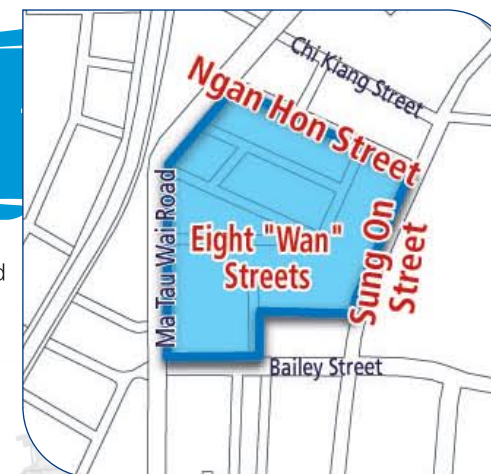 Chi Kiang Street
Ngan Hon Street
Ma Tau Wai Road
Eight "Wan"
Streets
Sung On
Street
Bailey Street